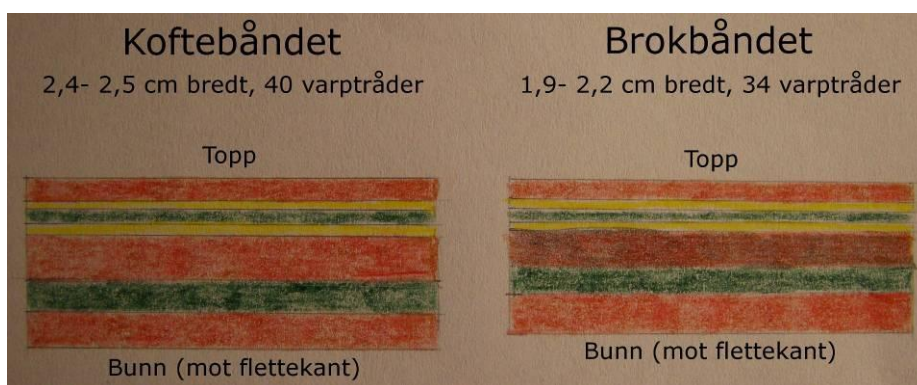 Koftebåndet
2,4- 2,5 cm bredt, 40 varptråder
Topp
Bunn (mot flettekant)
Brokbåndet
1,9- 2,2 cm bredt, 34 varptråder
Topp
Bunn (mot flettekant)